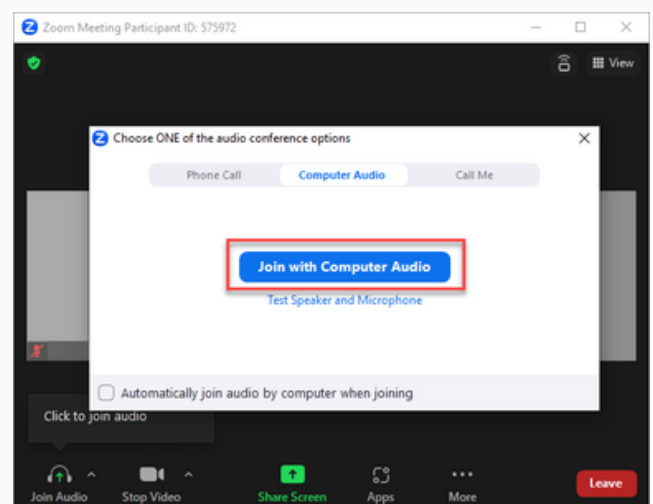 Zoom Meeting Participant ID: 575972
View
Choose ONE of the audio conference options
Phone Call Computer Audio Call Me
Join with Computer Audio
Test Speaker and Microphone
Automatically join audio by computer when joining
Click to join audio
Join Audio Stop Video Share Screen Apps More Leave